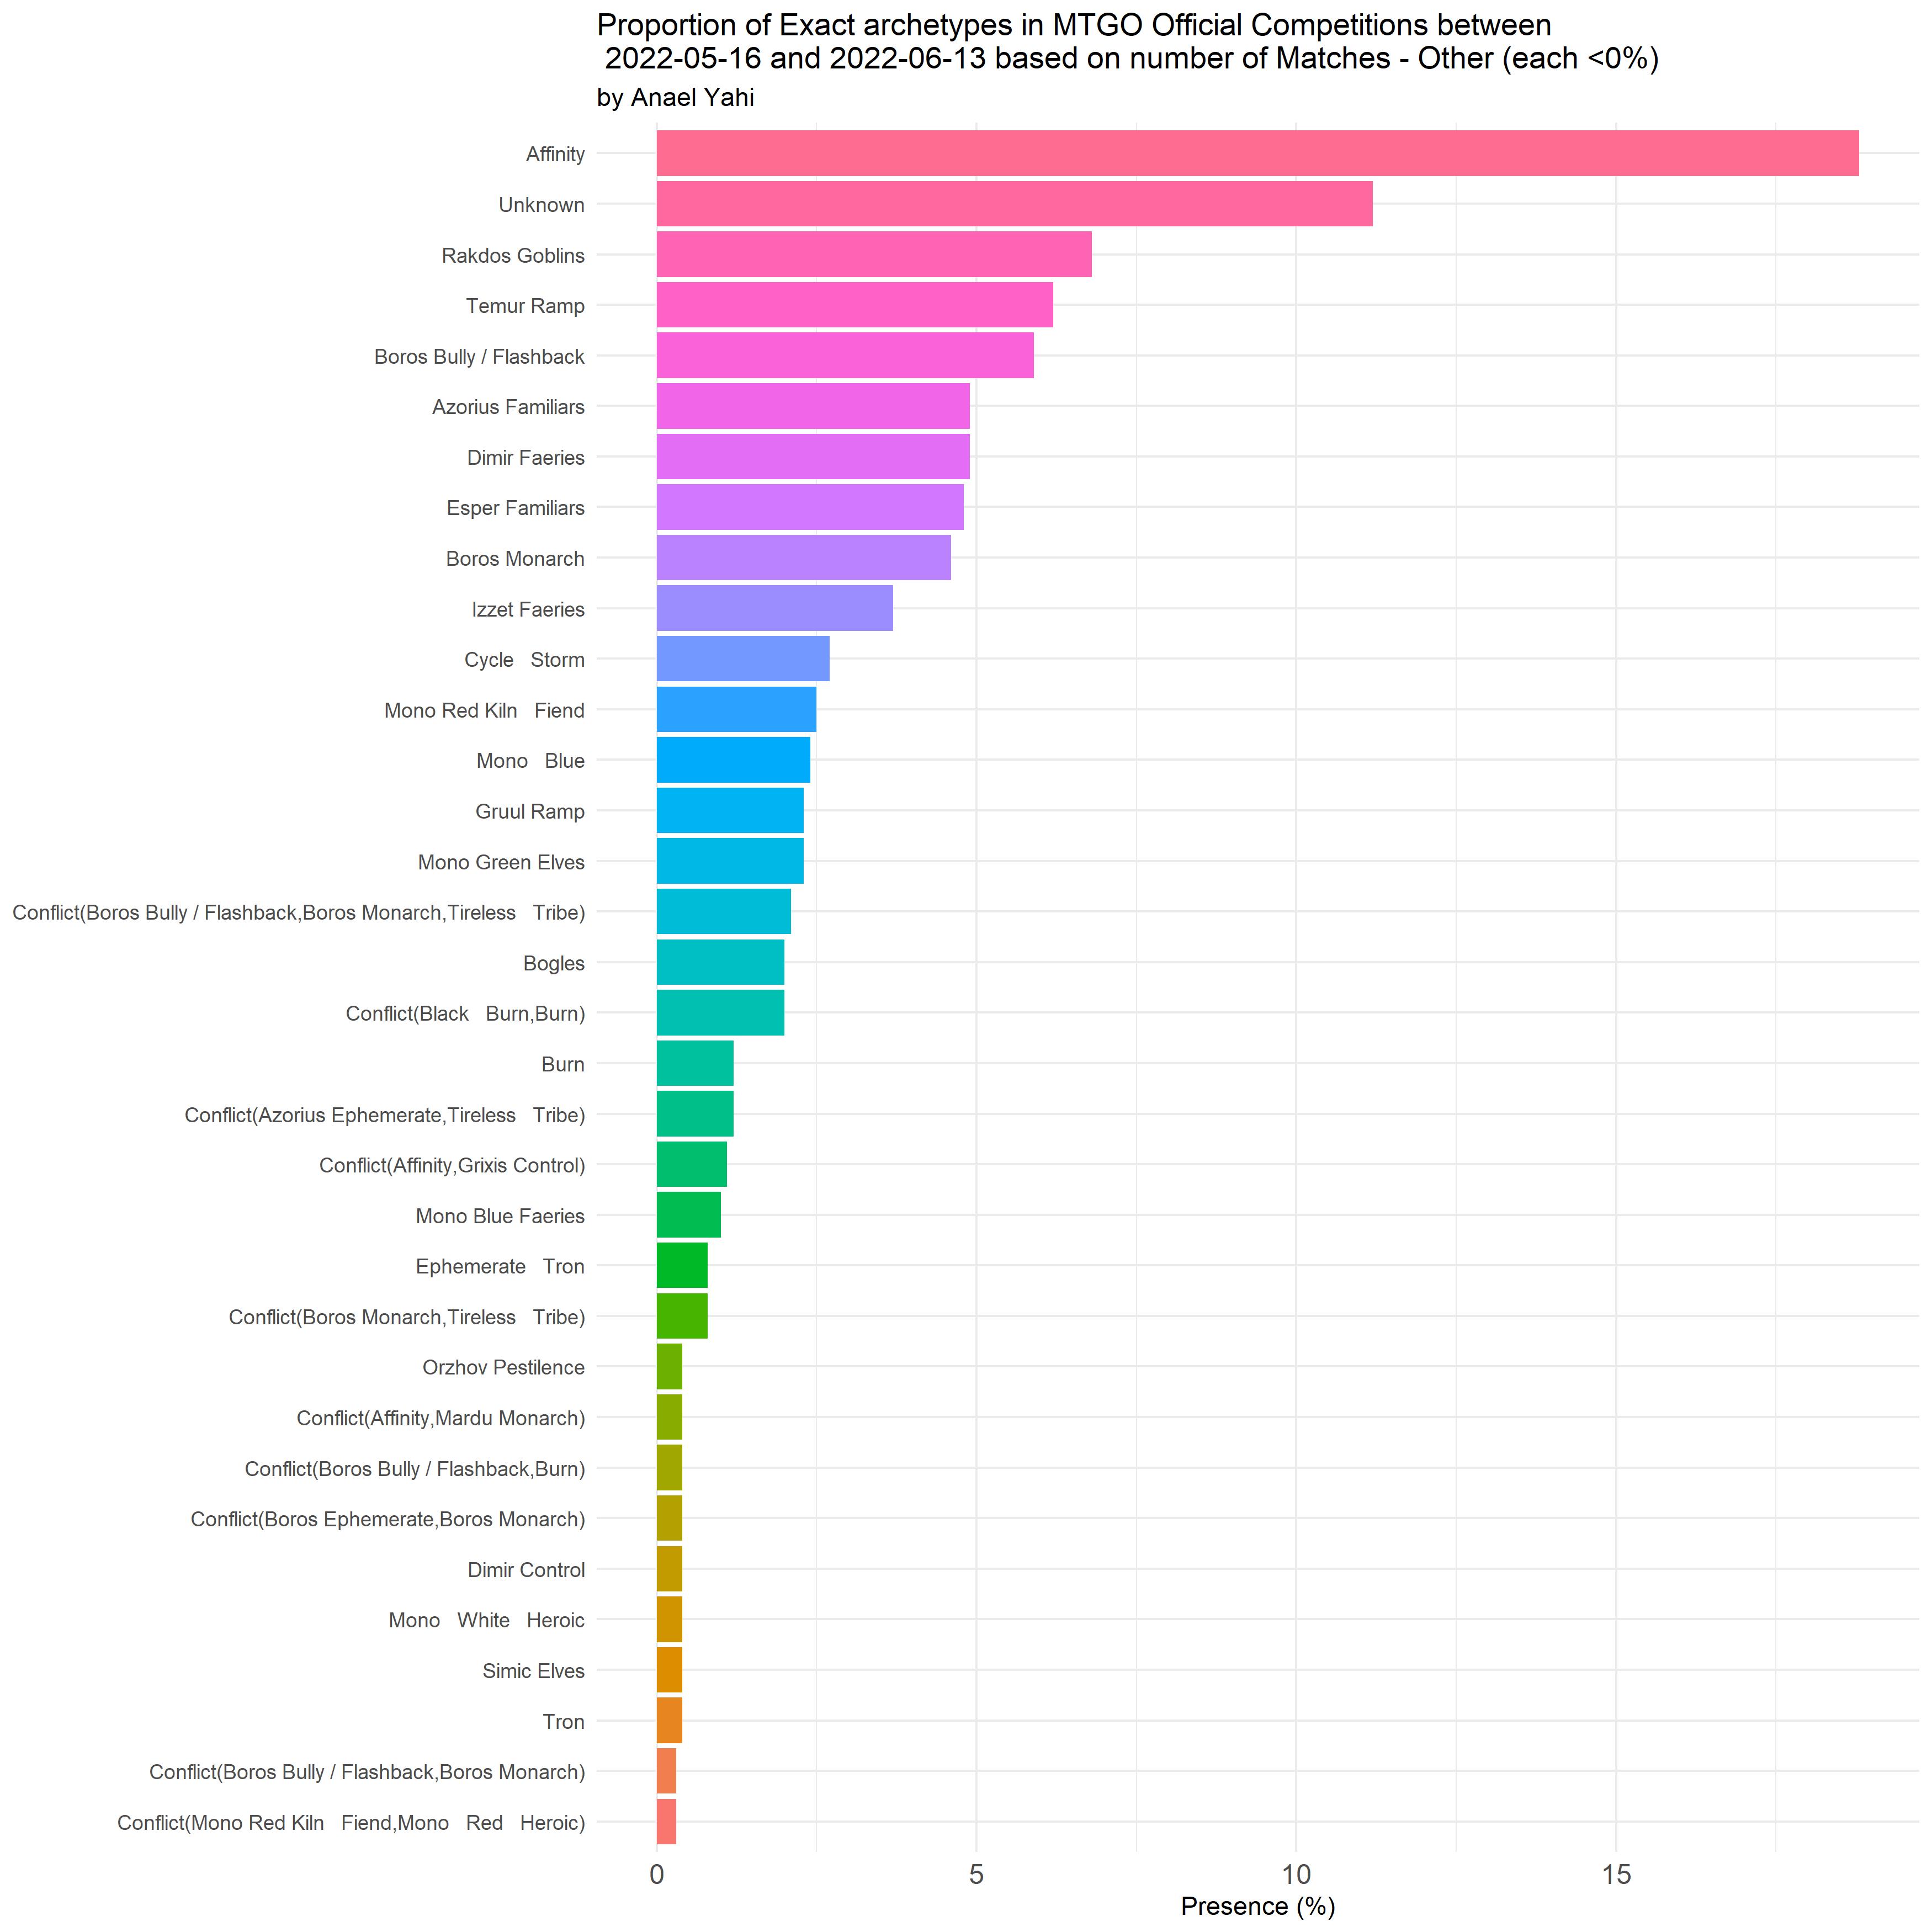 Proportion of Exact archetypes in MTGO Official Competitions between
2022-05-16 and 2022-06-13 based on number of Matches - Other (each <0%)
by Anael Yahi
Affinity
Unknown
Rakdos Goblins
Temur Ramp
Boros Bully / Flashback
Azorius Familiars
Dimir Faeries
Esper Familiars
Boros Monarch
Izzet Faeries
Cycle   Storm
Mono Red Kiln   Fiend
Mono   Blue
Gruul Ramp
Mono Green Elves
Conflict(Boros Bully / Flashback,Boros Monarch,Tireless   Tribe)
Bogles
Conflict(Black   Burn,Burn)
Burn
Conflict(Azorius Ephemerate,Tireless   Tribe)
Conflict(Affinity,Grixis Control)
Mono Blue Faeries
Ephemerate   Tron
Conflict(Boros Monarch,Tireless   Tribe)
Orzhov Pestilence
Conflict(Affinity,Mardu Monarch)
Conflict(Boros Bully / Flashback,Burn)
Conflict(Boros Ephemerate,Boros Monarch)
Dimir Control
Mono   White   Heroic
Simic Elves
Tron
Conflict(Boros Bully / Flashback,Boros Monarch)
Conflict(Mono Red Kiln   Fiend,Mono   Red   Heroic)
0 5 10 15
Presence (%)